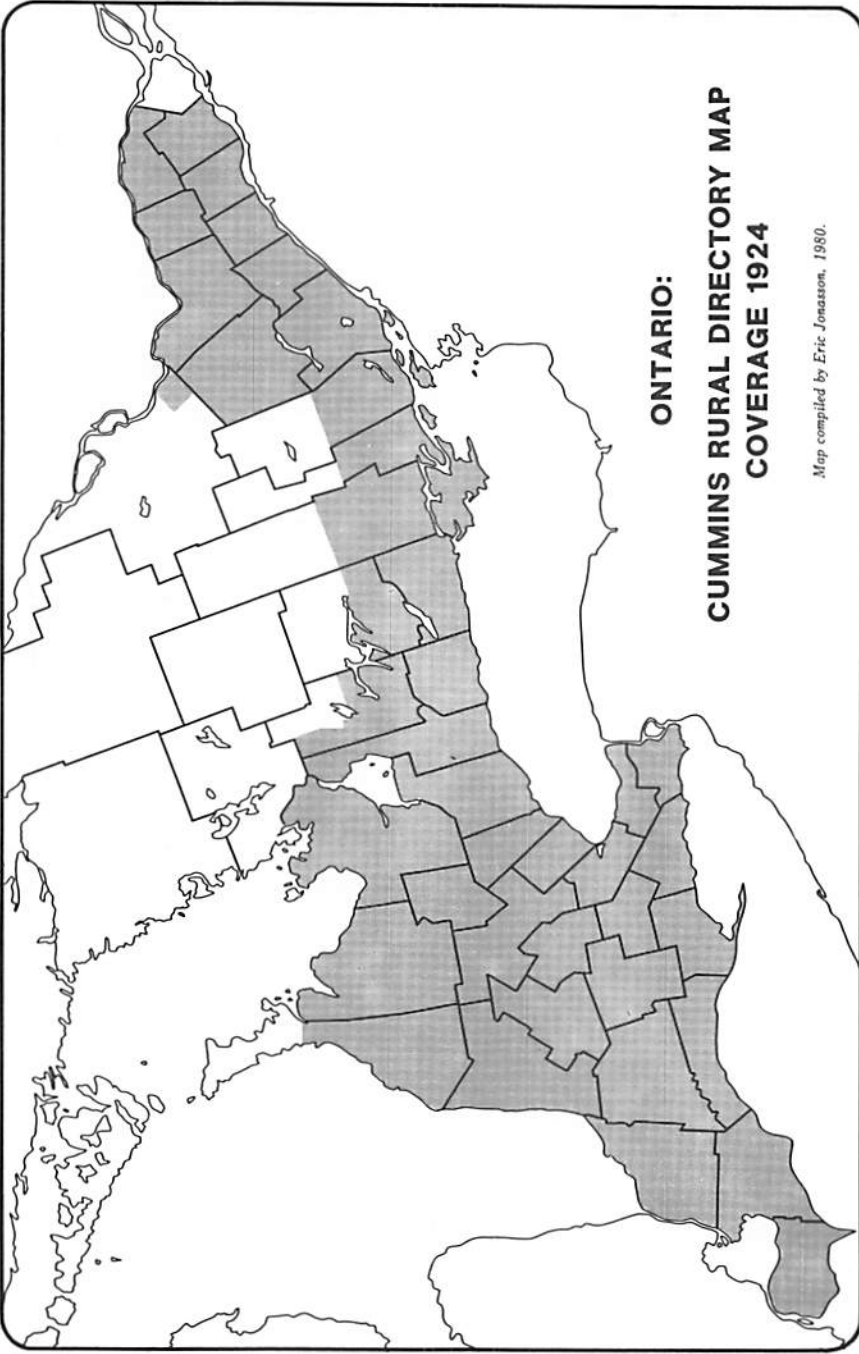 ONTARIO:
CUMMINS RURAL DIRECTORY MAP
COVERAGE 1924
Map compiled by Eric Jonasson, 1980.